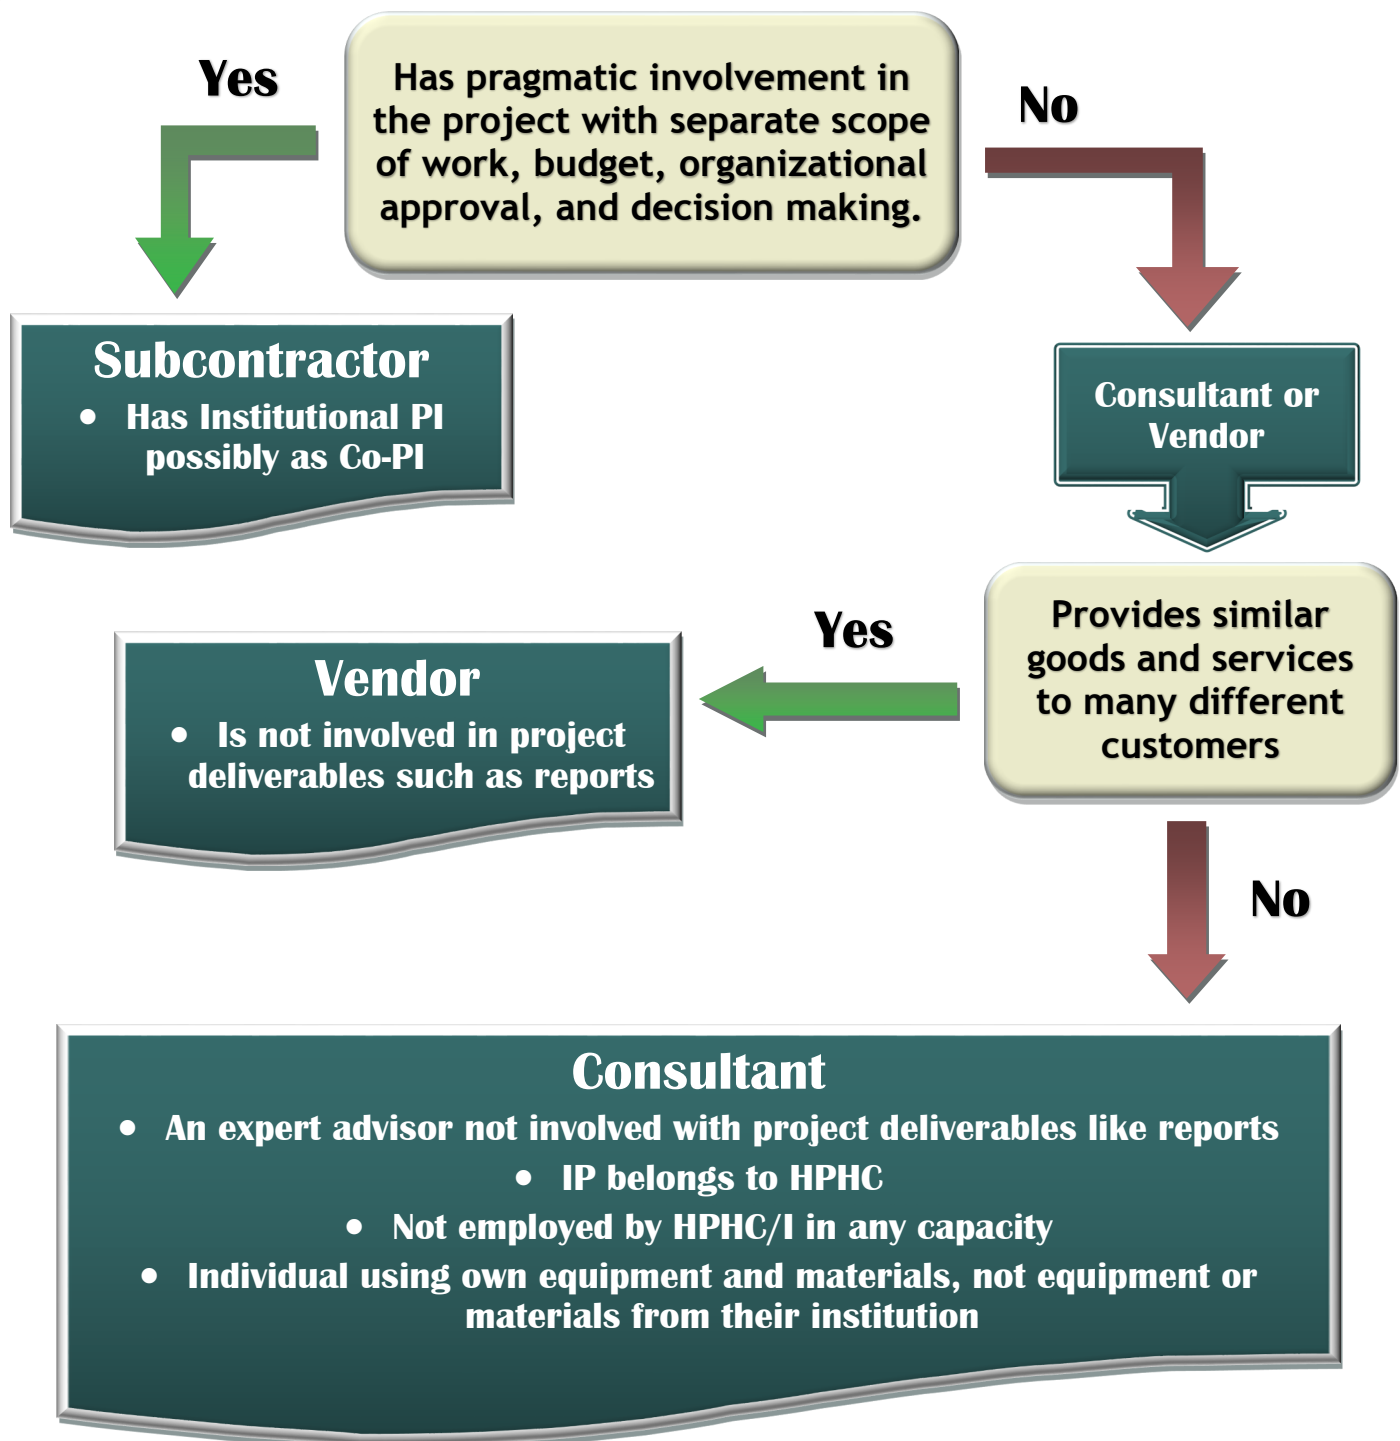 Yes
Has pragmatic involvement in
the project with separate scope
of work, budget, organizational
approval, and decision making.
No
Subcontractor
• Has Institutional PI
possibly as Co-PI
Consultant or
Vendor
Provides similar
goods and services
to many different
customers
Yes
Vendor
• Is not involved in project
deliverables such as reports
No
Consultant
• An expert advisor not involved with project deliverables like reports
• IP belongs to HPHC
• Not employed by HPHC/I in any capacity
• Individual using own equipment and materials, not equipment or
materials from their institution